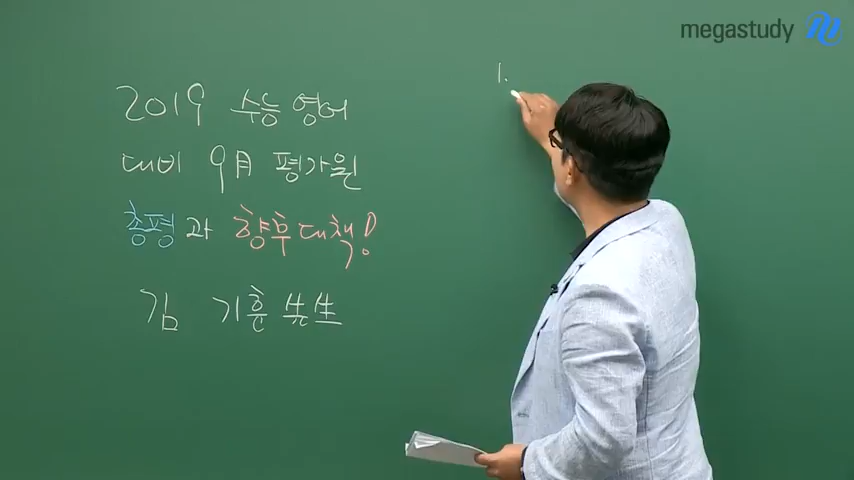 megastudy
2019 수능 영어
대비 9月 평가원
총평과 향후대책!
김 기훈 先生
1.